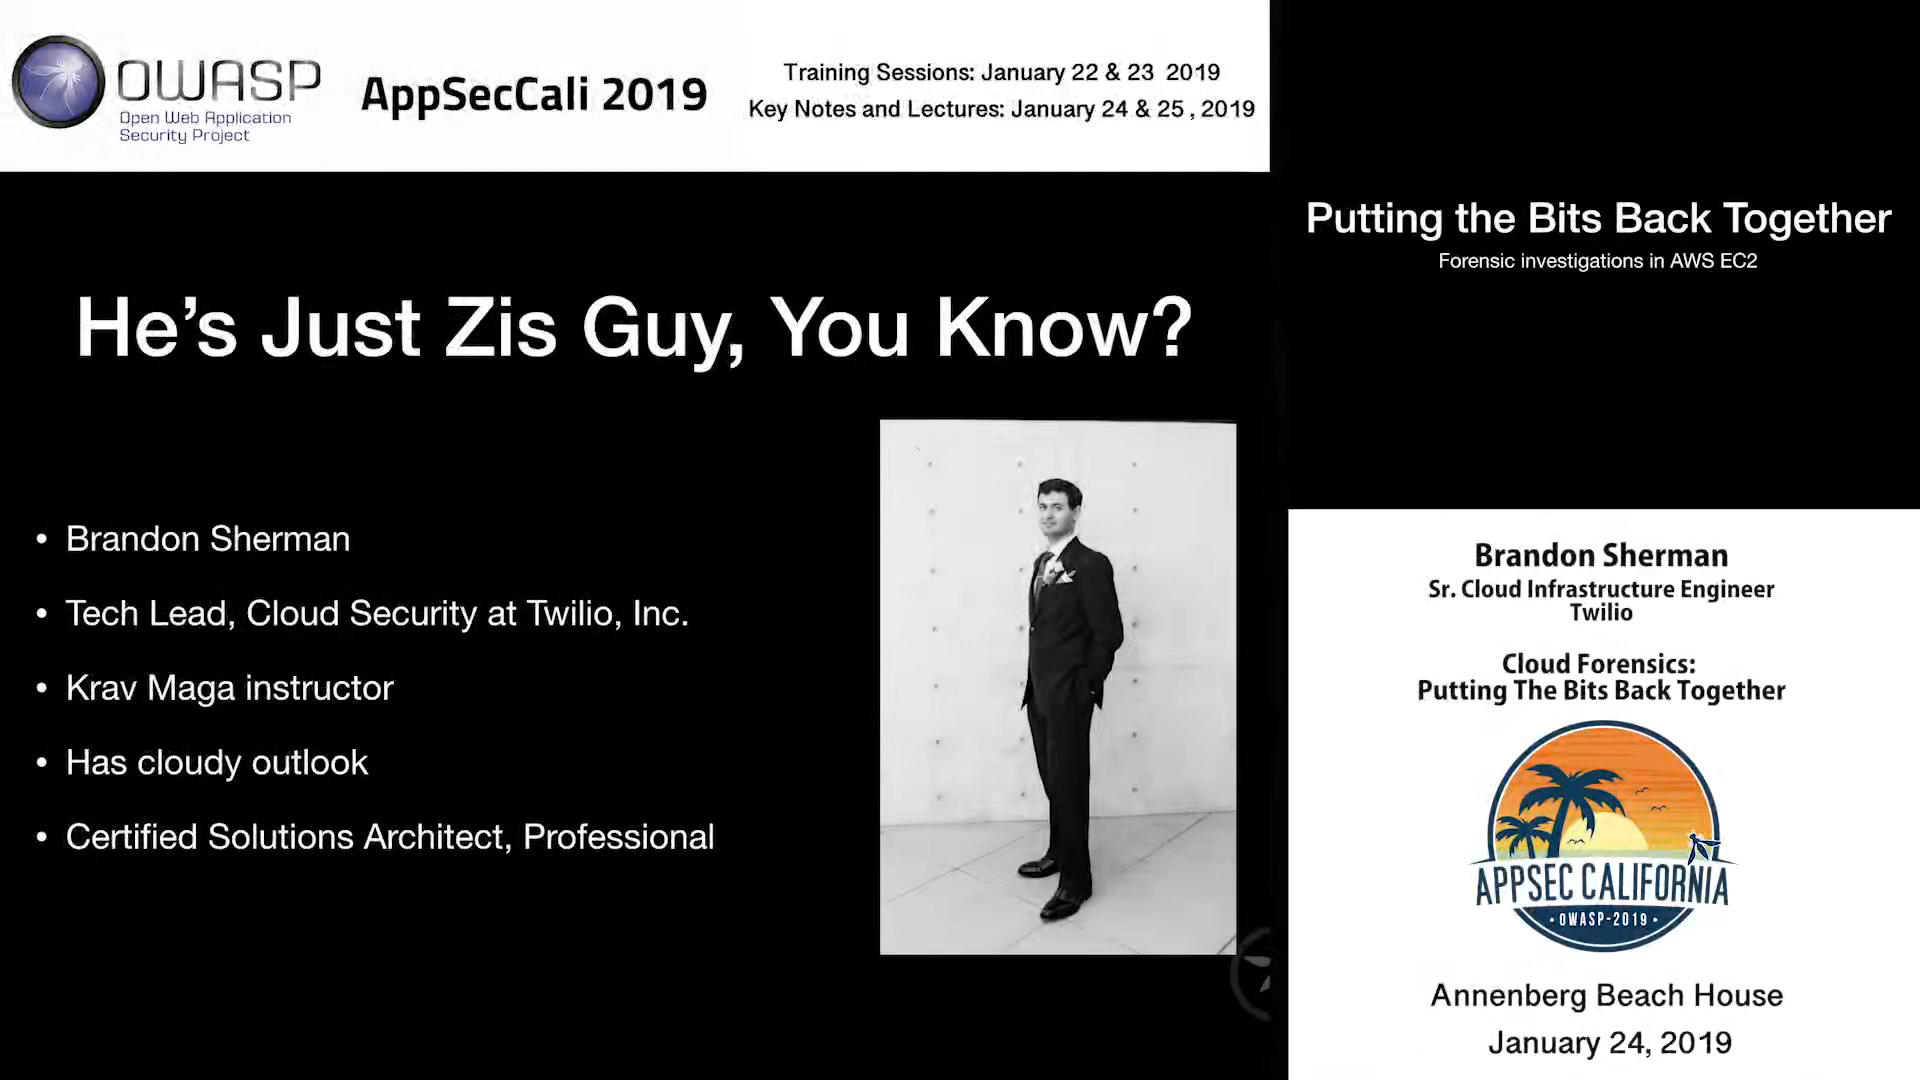 OWASP
Open Web Application
Security Project
AppSecCali 2019
Training Sessions: January 22 & 23 2019
Key Notes and Lectures: January 24 & 25 , 2019
He’s Just Zis Guy, You Know?
• Brandon Sherman
• Tech Lead, Cloud Security at Twilio, Inc.
• Krav Maga instructor
• Has cloudy outlook
• Certified Solutions Architect, Professional
Putting the Bits Back Together
Forensic investigations in AWS EC2
Brandon Sherman
Sr. Cloud Infrastructure Engineer
Twilio
Cloud Forensics:
Putting The Bits Back Together
APPSEC CALIFORNIA
• OWASP-2019 •
Annenberg Beach House
January 24, 2019